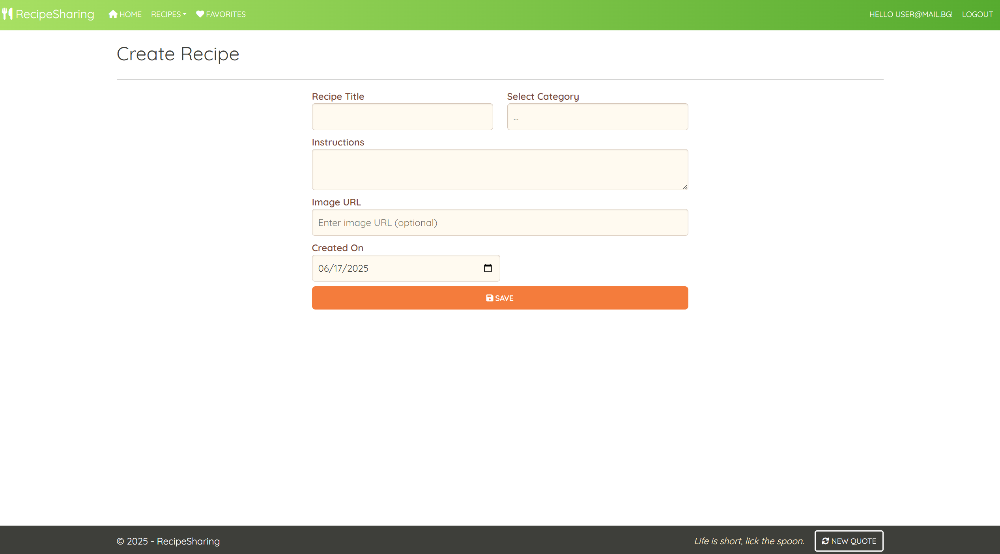 RecipeSharing HOME RECIPES FAVORITES HELLO USER@MAIL.BG! LOGOUT
Create Recipe
Recipe Title Select Category
...
Instructions
Image URL
Enter image URL (optional)
Created On
06/17/2025
SAVE
© 2025 - RecipeSharing Life is short, lick the spoon. NEW QUOTE